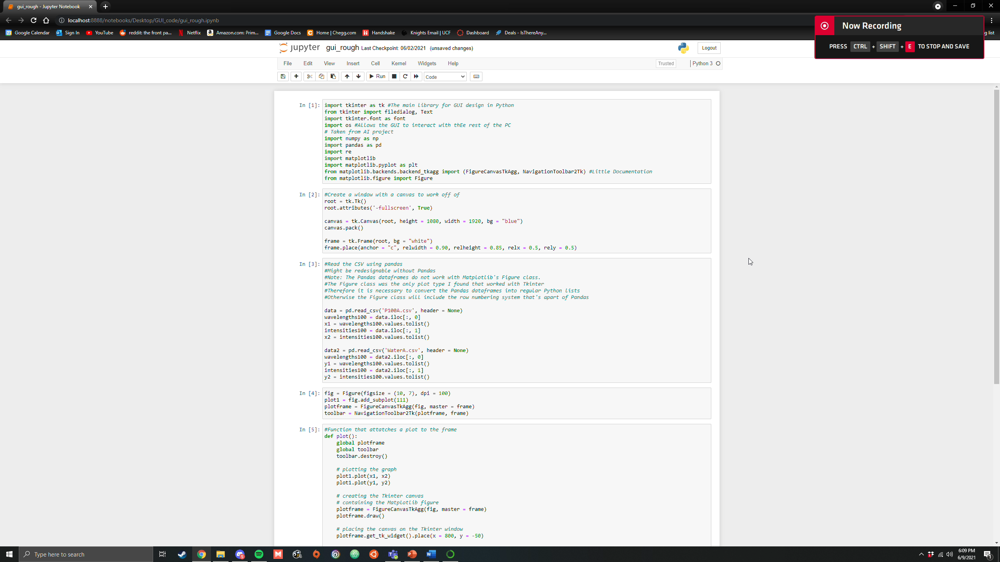 gui_rough - Jupyter Notebook
localhost:8888/notebooks/Desktop/GUI_code/gui_rough.ipynb
Google Calendar Sign In YouTube reddit: the front pa... Netflix Amazon.com: Prim... Google Docs Home | Chegg.com Handshake Knights Email | UCF Dashboard Deals - IsThereAny... g list
Now Recording
PRESS CTRL + SHIFT + E TO STOP AND SAVE
jupyter gui_rough Last Checkpoint: 06/02/2021 (unsaved changes) Logout
File Edit View Insert Cell Kernel Widgets Help Trusted Python 3
Run Code
In [1]: import tkinter as tk #The main library for GUI design in Python
from tkinter import filedialog, Text
import tkinter.font as font
import os #Allows the GUI to interact with thEe rest of the PC
# Taken from AI project
import numpy as np
import pandas as pd
import re
import matplotlib
import matplotlib.pyplot as plt
from matplotlib.backends.backend_tkagg import (FigureCanvasTkAgg, NavigationToolbar2Tk) #Little Documentation
from matplotlib.figure import Figure
In [2]: #Create a window with a canvas to work off of
root = tk.Tk()
root.attributes('-fullscreen', True)
canvas = tk.Canvas(root, height = 1080, width = 1920, bg = "blue")
canvas.pack()
frame = tk.Frame(root, bg = "white")
frame.place(anchor = "c", relwidth = 0.90, relheight = 0.85, relx = 0.5, rely = 0.5)
In [3]: #Read the CSV using pandas
#Might be redesignable without Pandas
#Note: The Pandas dataframes do not work with Matplotlib's Figure class.
#The Figure class was the only plot type I found that worked with Tkinter
#Therefore it is necessary to convert the Pandas dataframes into regular Python lists
#Otherwise the Figure class will include the row numbering system that's apart of Pandas
data = pd.read_csv('P100A.csv', header = None)
wavelengths100 = data.iloc[:, 0]
x1 = wavelengths100.values.tolist()
intensities100 = data.iloc[:, 1]
x2 = intensities100.values.tolist()
data2 = pd.read_csv('WaterA.csv', header = None)
wavelengths100 = data2.iloc[:, 0]
y1 = wavelengths100.values.tolist()
intensities100 = data2.iloc[:, 1]
y2 = intensities100.values.tolist()
In [4]: fig = Figure(figsize = (10, 7), dpi = 100)
plot1 = fig.add_subplot(111)
plotframe = FigureCanvasTkAgg(fig, master = frame)
toolbar = NavigationToolbar2Tk(plotframe, frame)
In [5]: #Function that attatches a plot to the frame
def plot():
    global plotframe
    global toolbar
    toolbar.destroy()
    # plotting the graph
    plot1.plot(x1, x2)
    plot1.plot(y1, y2)
    # creating the Tkinter canvas
    # containing the Matplotlib figure
    plotframe = FigureCanvasTkAgg(fig, master = frame)
    plotframe.draw()
    # placing the canvas on the Tkinter window
    plotframe.get_tk_widget().place(x = 800, y = -50)
Type here to search
6:09 PM
6/9/2021